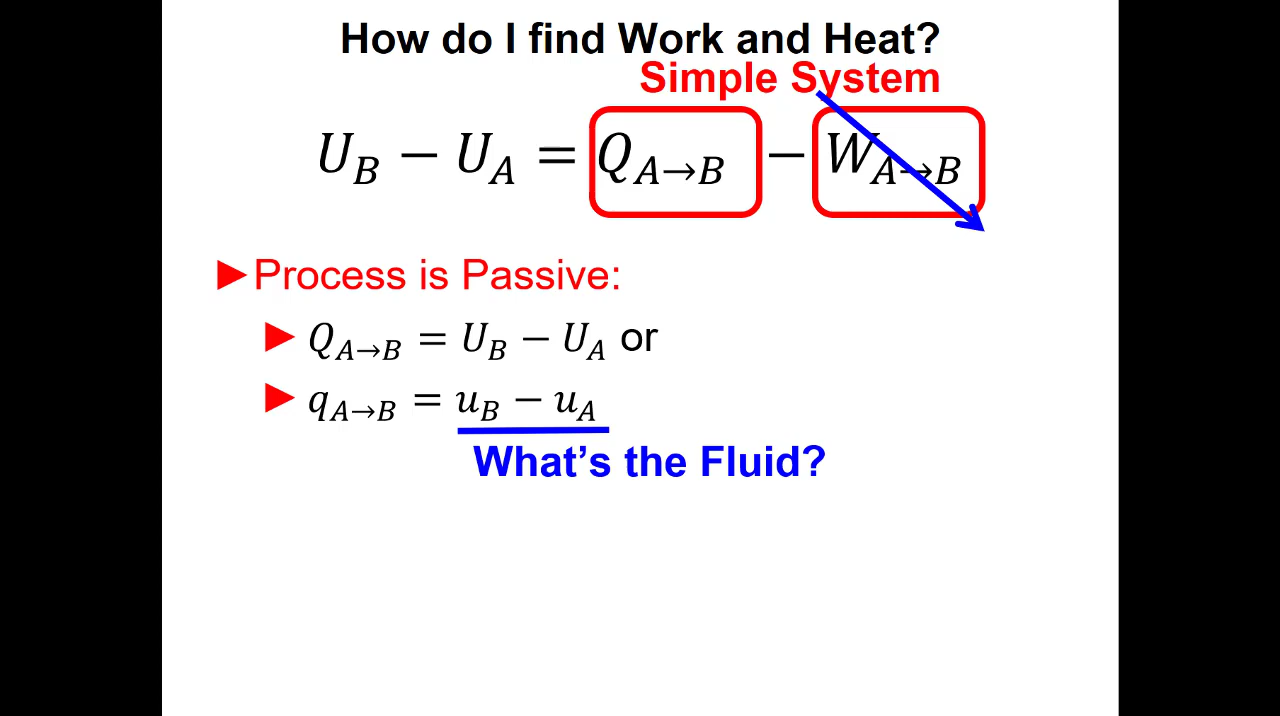 How do I find Work and Heat?
Simple System
U_B − U_A = Q_{A→B} − W_{A→B}
►Process is Passive:
► Q_{A→B} = U_B − U_A or
► q_{A→B} = u_B − u_A
What's the Fluid?